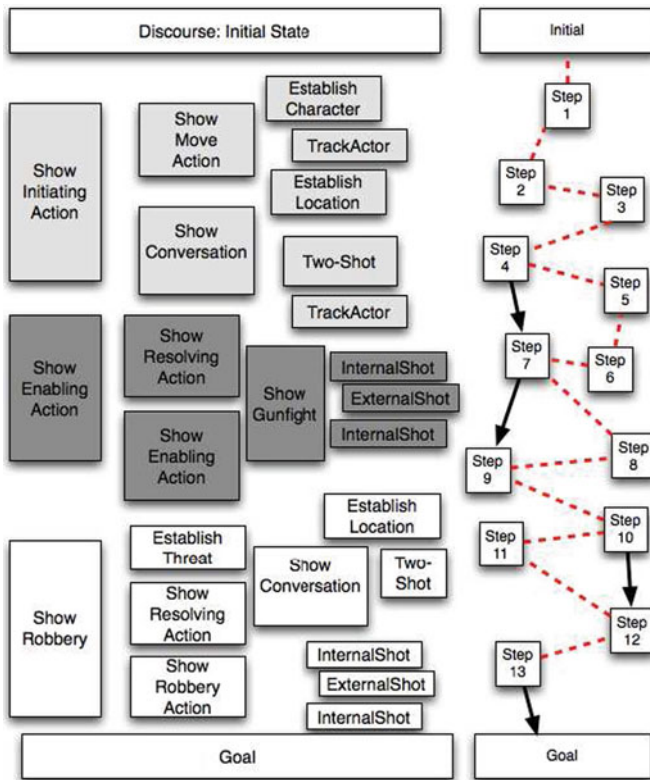 Discourse: Initial State
Show
Initiating
Action
Show
Move
Action
Establish
Character
TrackActor
Establish
Location
Show
Conversation
Two-Shot
TrackActor
Show
Enabling
Action
Show
Resolving
Action
Show
Enabling
Action
Show
Gunfight
InternalShot
ExternalShot
InternalShot
Show
Robbery
Establish
Threat
Show
Resolving
Action
Show
Robbery
Action
Establish
Location
Show
Conversation
Two-
Shot
InternalShot
ExternalShot
InternalShot
Goal
Initial
Step
1
Step
2
Step
3
Step
4
Step
5
Step
6
Step
7
Step
8
Step
9
Step
10
Step
11
Step
12
Step
13
Goal